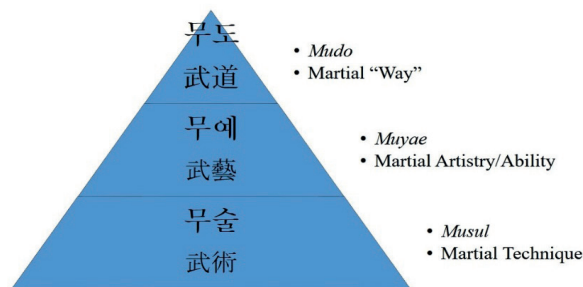 무도
武道
• Mudo
• Martial “Way”
무예
武藝
• Muyae
• Martial Artistry/Ability
무술
武術
• Musul
• Martial Technique